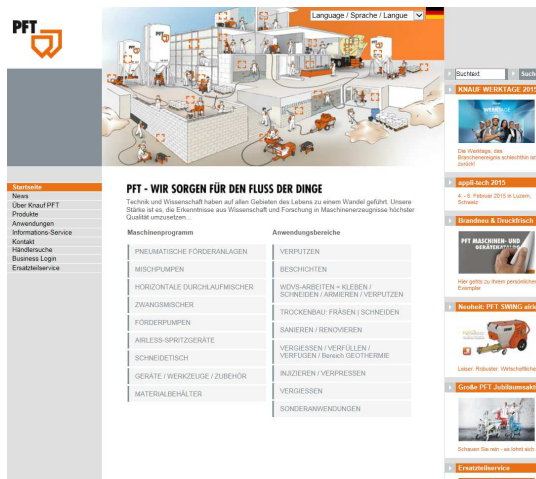 PFT
Language / Sprache / Langue
Startseite
News
Über Knauf PFT
Produkte
Anwendungen
Informations-Service
Kontakt
Händlersuche
Business Login
Ersatzteilservice
PFT - WIR SORGEN FÜR DEN FLUSS DER DINGE
Technik und Wissenschaft haben auf allen Gebieten des Lebens zu einem Wandel geführt. Unsere
Stärke ist es, die Erkenntnisse aus Wissenschaft und Forschung in Maschinenerzeugnisse höchster
Qualität umzusetzen...
Maschinenprogramm
PNEUMATISCHE FÖRDERANLAGEN
MISCHPUMPEN
HORIZONTALE DURCHLAUFMISCHER
ZWANGSMISCHER
FÖRDERPUMPEN
AIRLESS-SPRITZGERÄTE
SCHNEIDETISCH
GERÄTE / WERKZEUGE / ZUBEHÖR
MATERIALBEHÄLTER
Anwendungsbereiche
VERPUTZEN
BESCHICHTEN
WDVS-ARBEITEN = KLEBEN /
SCHNEIDEN / ARMIEREN / VERPUTZEN
TROCKENBAU: FRÄSEN | SCHNEIDEN
SANIEREN / RENOVIEREN
VERGIESSEN / VERFÜLLEN /
VERFUGEN / Bereich GEOTHERMIE
INJIZIEREN / VERPRESSEN
VERGIESSEN
SONDERANWENDUNGEN
Suchtext
Suche
KNAUF WERKTAGE 2015
WERKTAGE
Die Werktage, das
Branchenereignis schlechthin ist
zurück!
appli-tech 2015
4. - 6. Februar 2015 in Luzern,
Schweiz
Brandneu & Druckfrisch
PFT MASCHINEN- UND
Hier gehts zu Ihrem persönlichen
Exemplar
Neuheit: PFT SWING airle
Leiser. Robuster. Wirtschaftlicher
Große PFT Jubiläumsakti
Schauen Sie rein - es lohnt sich
Ersatzteilservice